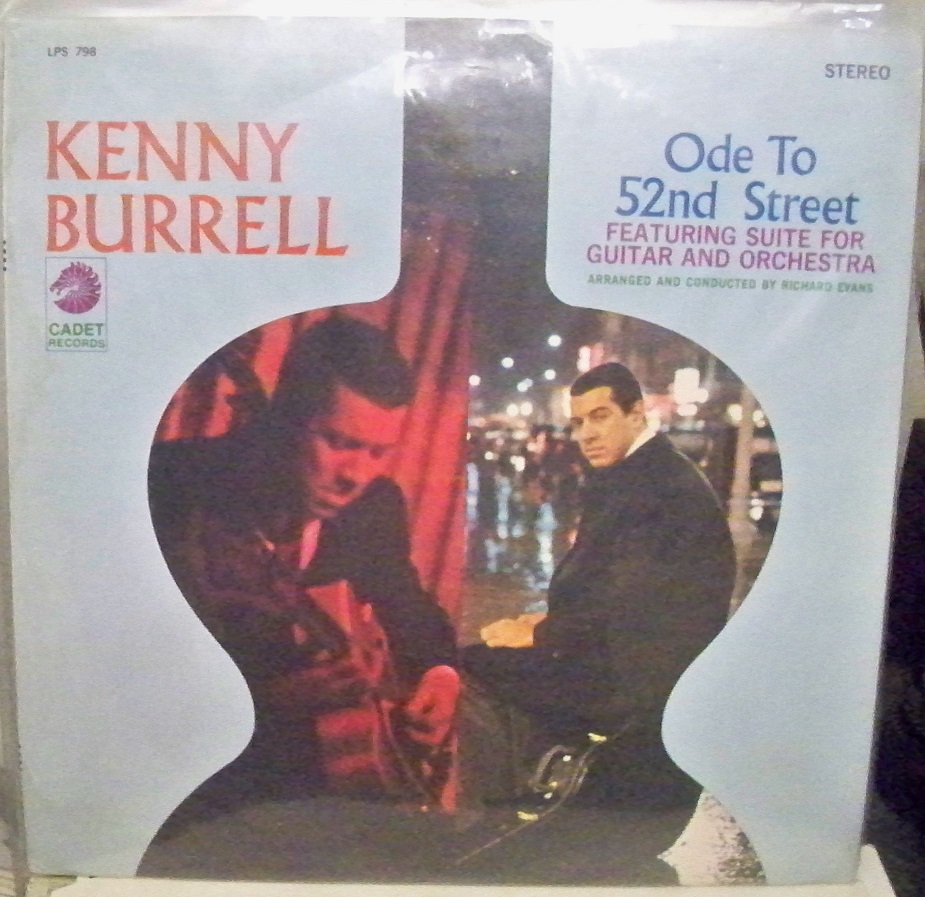 LPS 798
STEREO
KENNY
BURRELL
CADET
RECORDS
Ode To
52nd Street
FEATURING SUITE FOR
GUITAR AND ORCHESTRA
ARRANGED AND CONDUCTED BY RICHARD EVANS